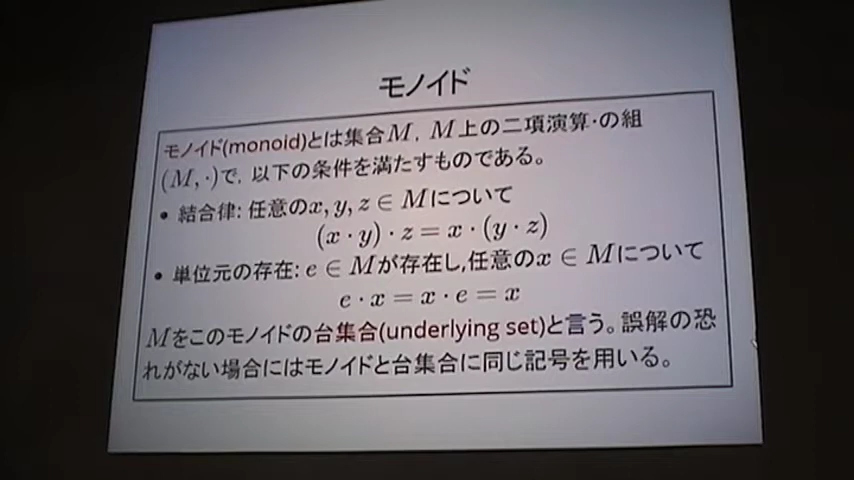 モノイド
モノイド(monoid)とは集合M, M上の二項演算·の組
(M,·)で, 以下の条件を満たすものである。
• 結合律: 任意のx, y, z ∈ Mについて
(x · y) · z = x · (y · z)
• 単位元の存在: e ∈ Mが存在し,任意のx ∈ Mについて
e · x = x · e = x
Mをこのモノイドの台集合(underlying set)と言う。誤解の恐
れがない場合にはモノイドと台集合に同じ記号を用いる。